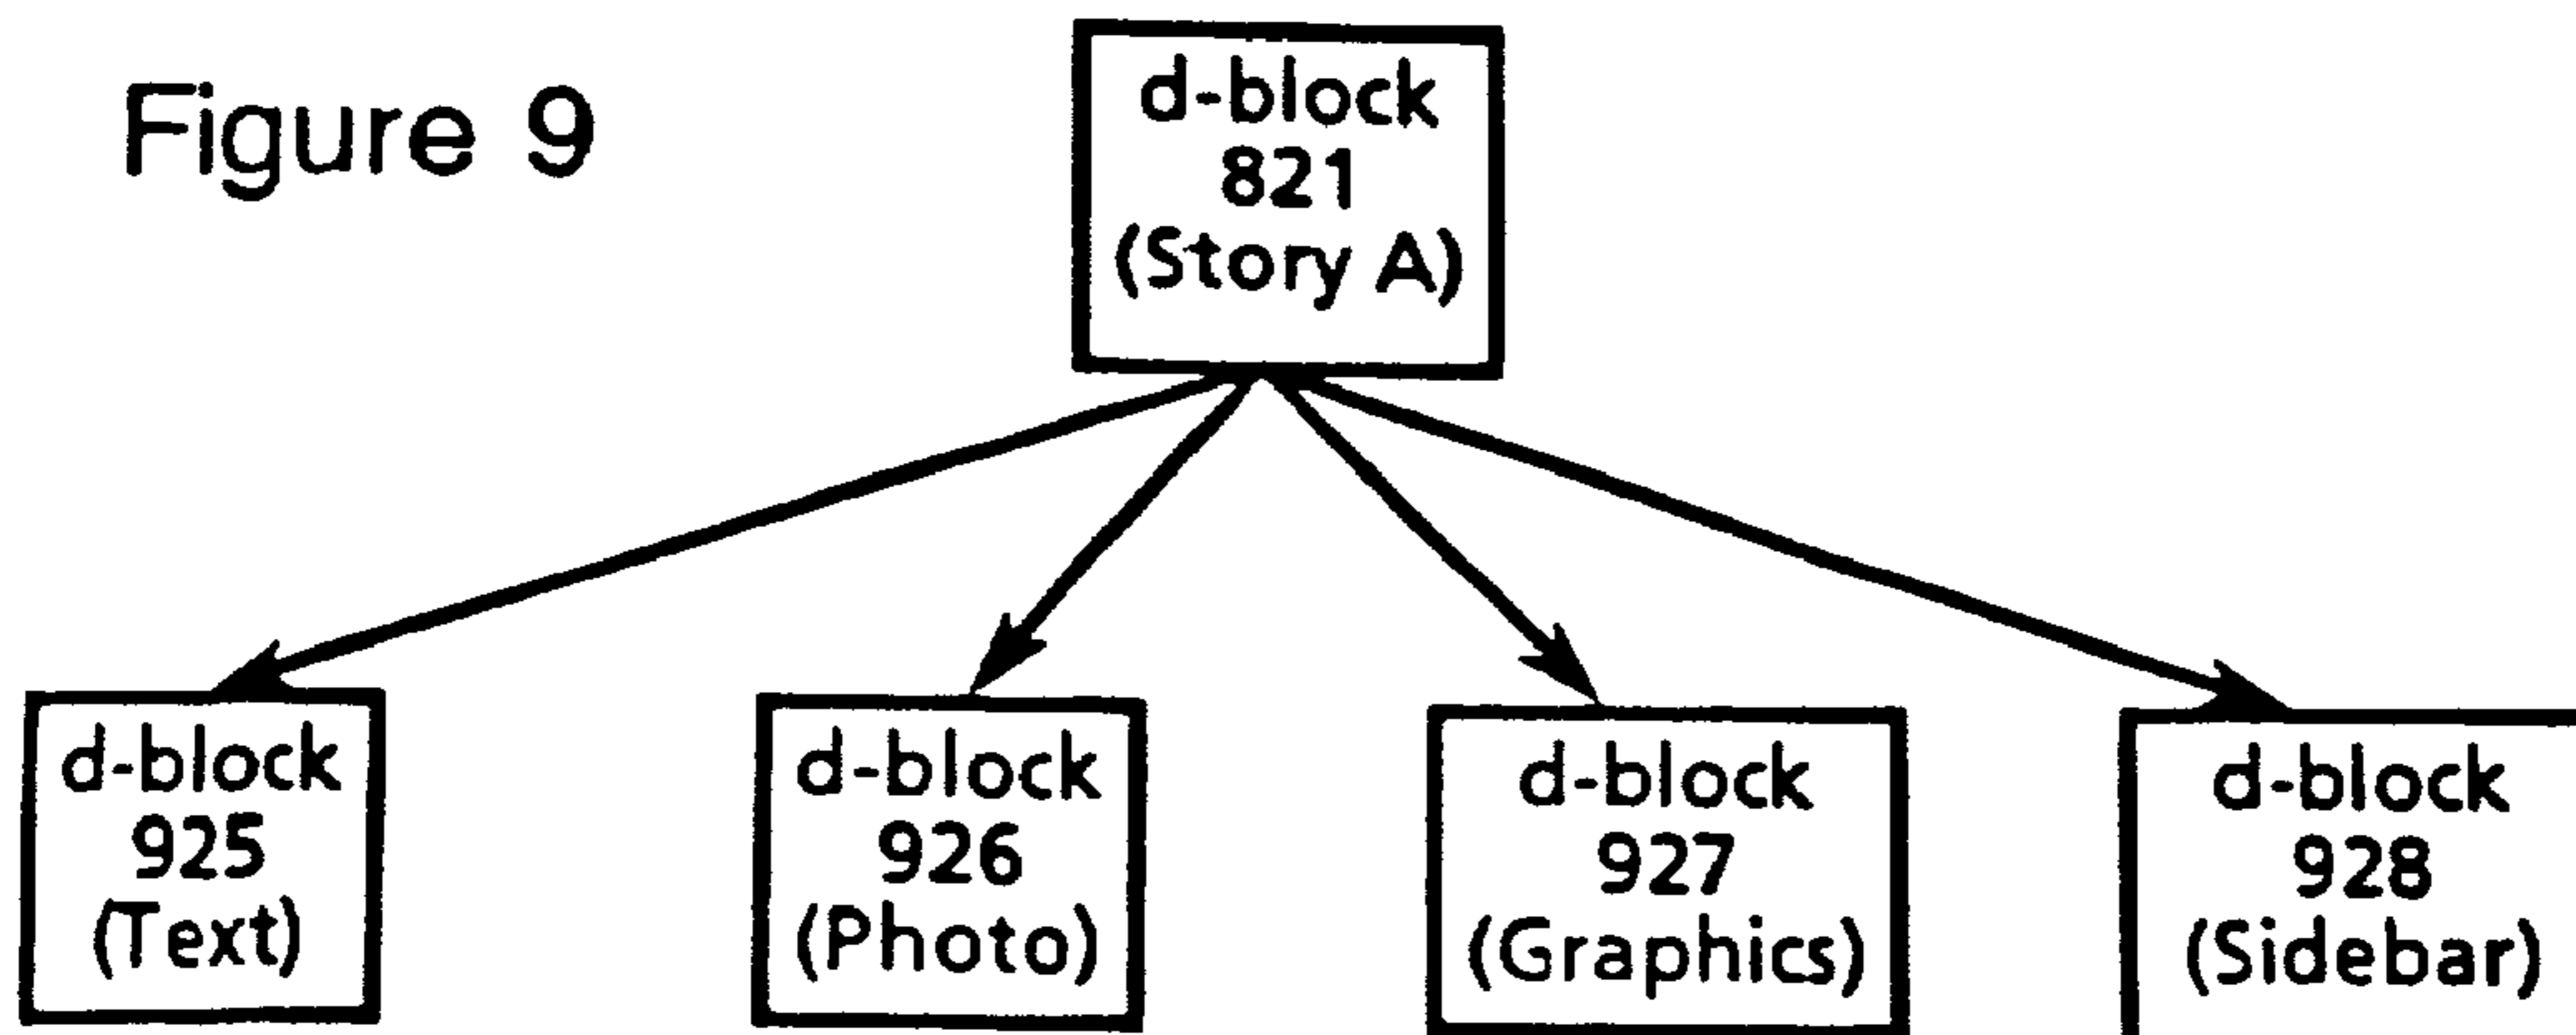 Figure 9
d-block
821
(Story A)
d-block
925
(Text)
d-block
926
(Photo)
d-block
927
(Graphics)
d-block
928
(Sidebar)